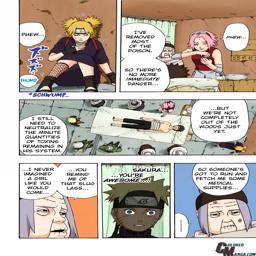 PHEW...
I'VE
REMOVED
MOST
OF THE
POISON.
PHEW...
THUMP
SO THERE'S
NO MORE
IMMEDIATE
DANGER...
*SCHWUMP...
I STILL
NEED TO
NEUTRALIZE
THE MINUTE
QUANTITIES
OF TOXINS
REMAINING IN
HIS SYSTEM.
...BUT
WE'RE NOT
COMPLETELY
OUT OF THE
WOODS JUST
YET.
I NEVER
IMAGINED
A GIRL
LIKE YOU
WOULD
COME...
...YOU
REMIND ME
OF THAT
SLUG
LASS...
SAKURA...
...YOU'RE
AWESOME...!!
SO SOMEONE'S
GOT TO RUN
AND FETCH
ME SOME
MEDICAL
SUPPLIES...
COLORED
MANGA.COM